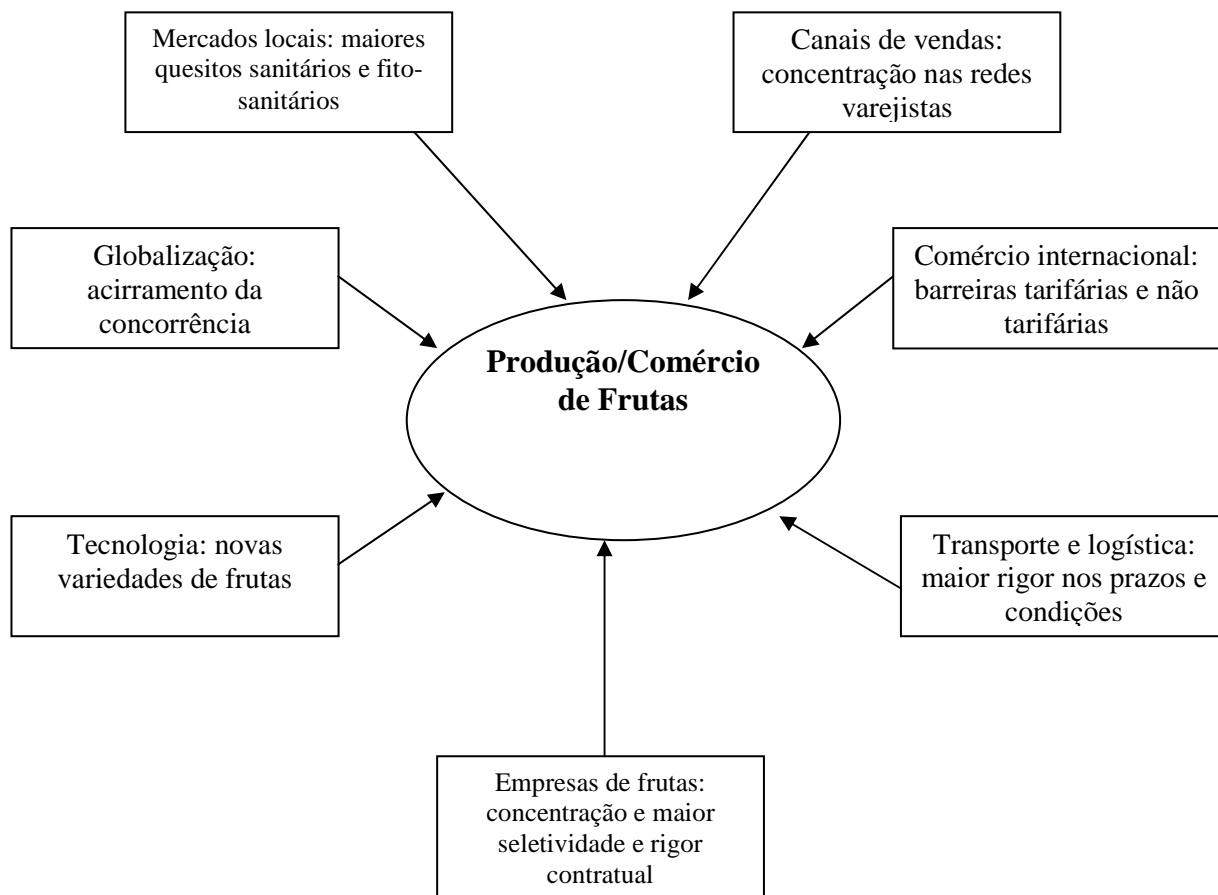 Mercados locais: maiores
quesitos sanitários e fito-
sanitários
Canais de vendas:
concentração nas redes
varejistas
Globalização:
acirramento da
concorrência
Comércio internacional:
barreiras tarifárias e não
tarifárias
Produção/Comércio
de Frutas
Tecnologia: novas
variedades de frutas
Transporte e logística:
maior rigor nos prazos e
condições
Empresas de frutas:
concentração e maior
seletividade e rigor
contratual